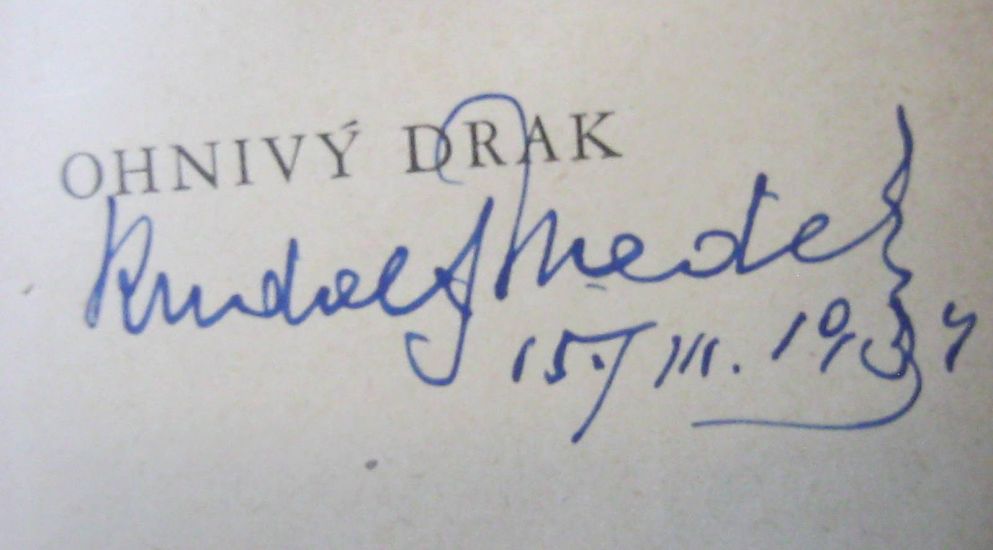 OHNIVÝ DRAK
Rudolf Medek
15./III. 1934